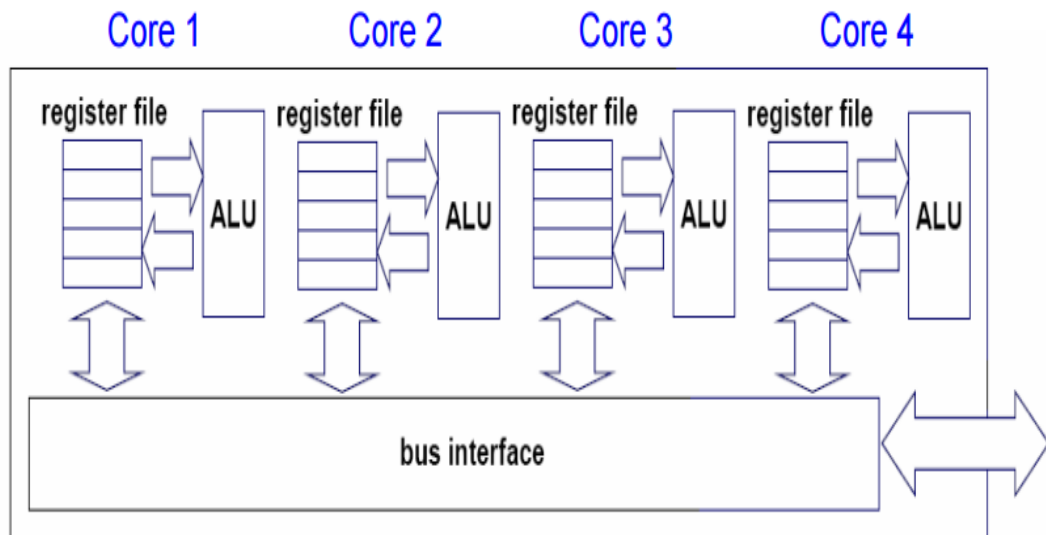 Core 1 Core 2 Core 3 Core 4
register file register file register file register file
ALU ALU ALU ALU
bus interface